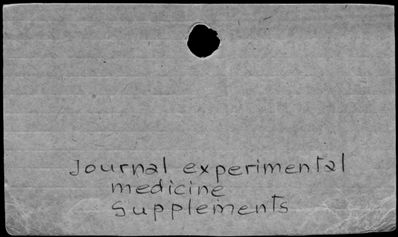 Journal experimental
medicine
Supplements